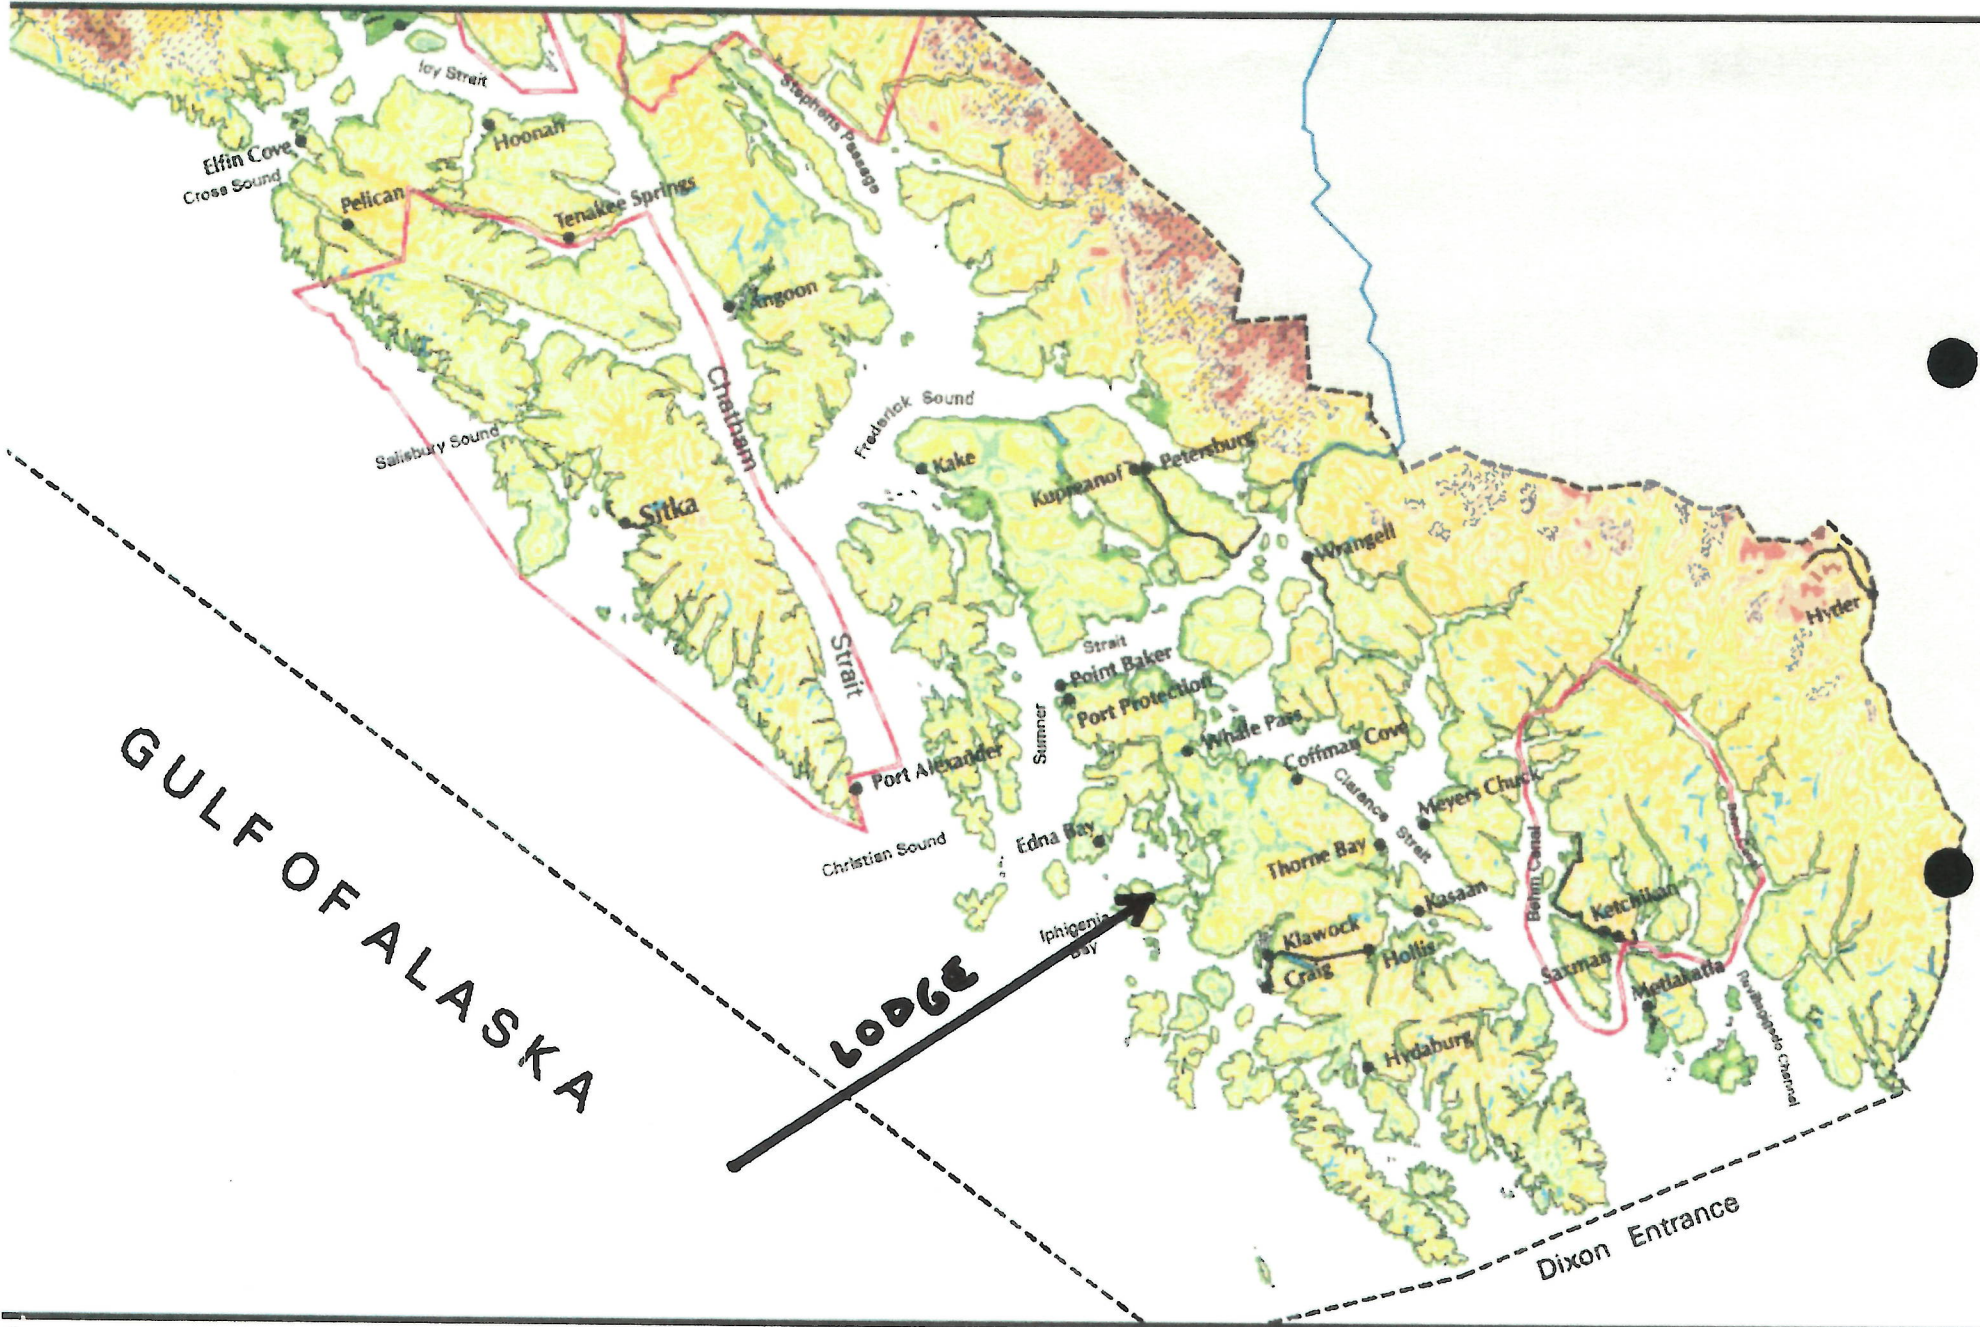 Icy Strait
Stephens Passage
Hoonah
Elfin Cove
Cross Sound
Pelican
Tenakee Springs
Angoon
Chatham
Strait
Frederick Sound
Salisbury Sound
Kake
Kupreanof
Petersburg
Sitka
Wrangell
Hyder
Strait
Point Baker
Port Protection
Sumner
Whale Pass
Coffman Cove
Port Alexander
Clarence Strait
Meyers Chuck
Christian Sound
Edna Bay
Thorne Bay
Behm Canal
Kasaan
Ketchikan
Iphigenia
Bay
Klawock
Hollis
Craig
Saxman
Metlakatla
Revillagigedo Channel
Hydaburg
LODGE
GULF OF ALASKA
Dixon Entrance